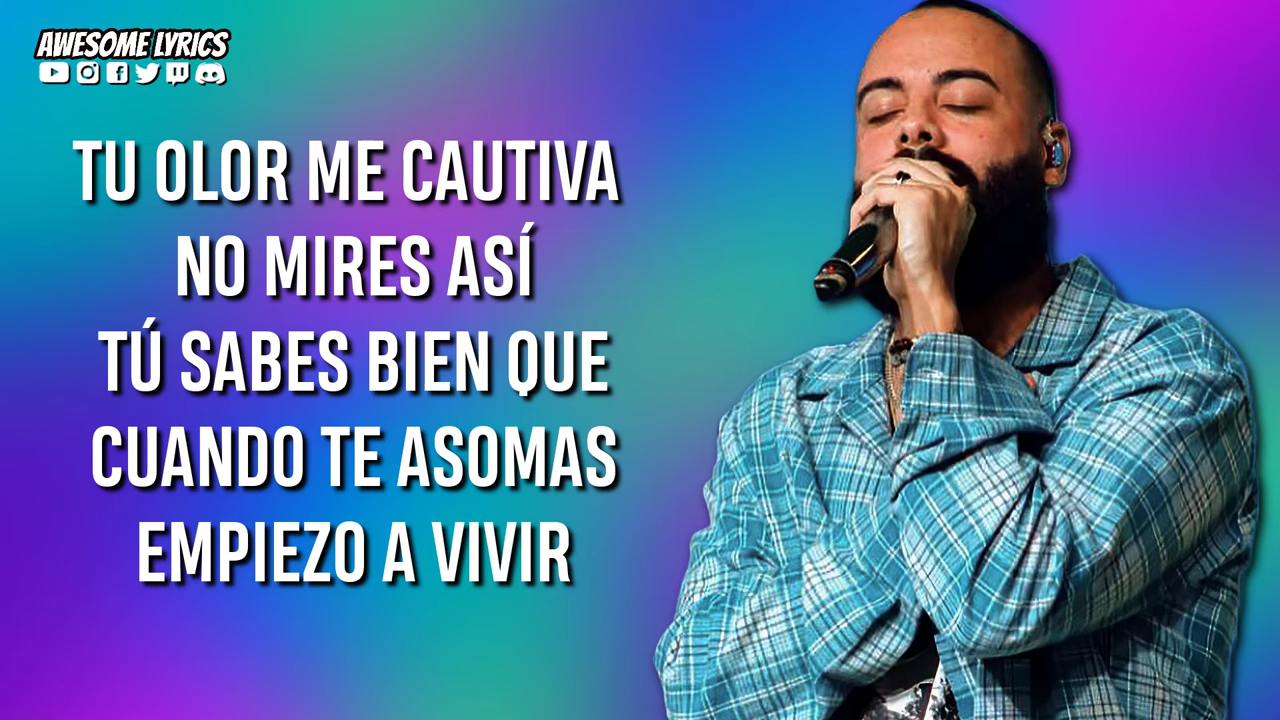 AWESOME LYRICS
TU OLOR ME CAUTIVA
NO MIRES ASÍ
TÚ SABES BIEN QUE
CUANDO TE ASOMAS
EMPIEZO A VIVIR